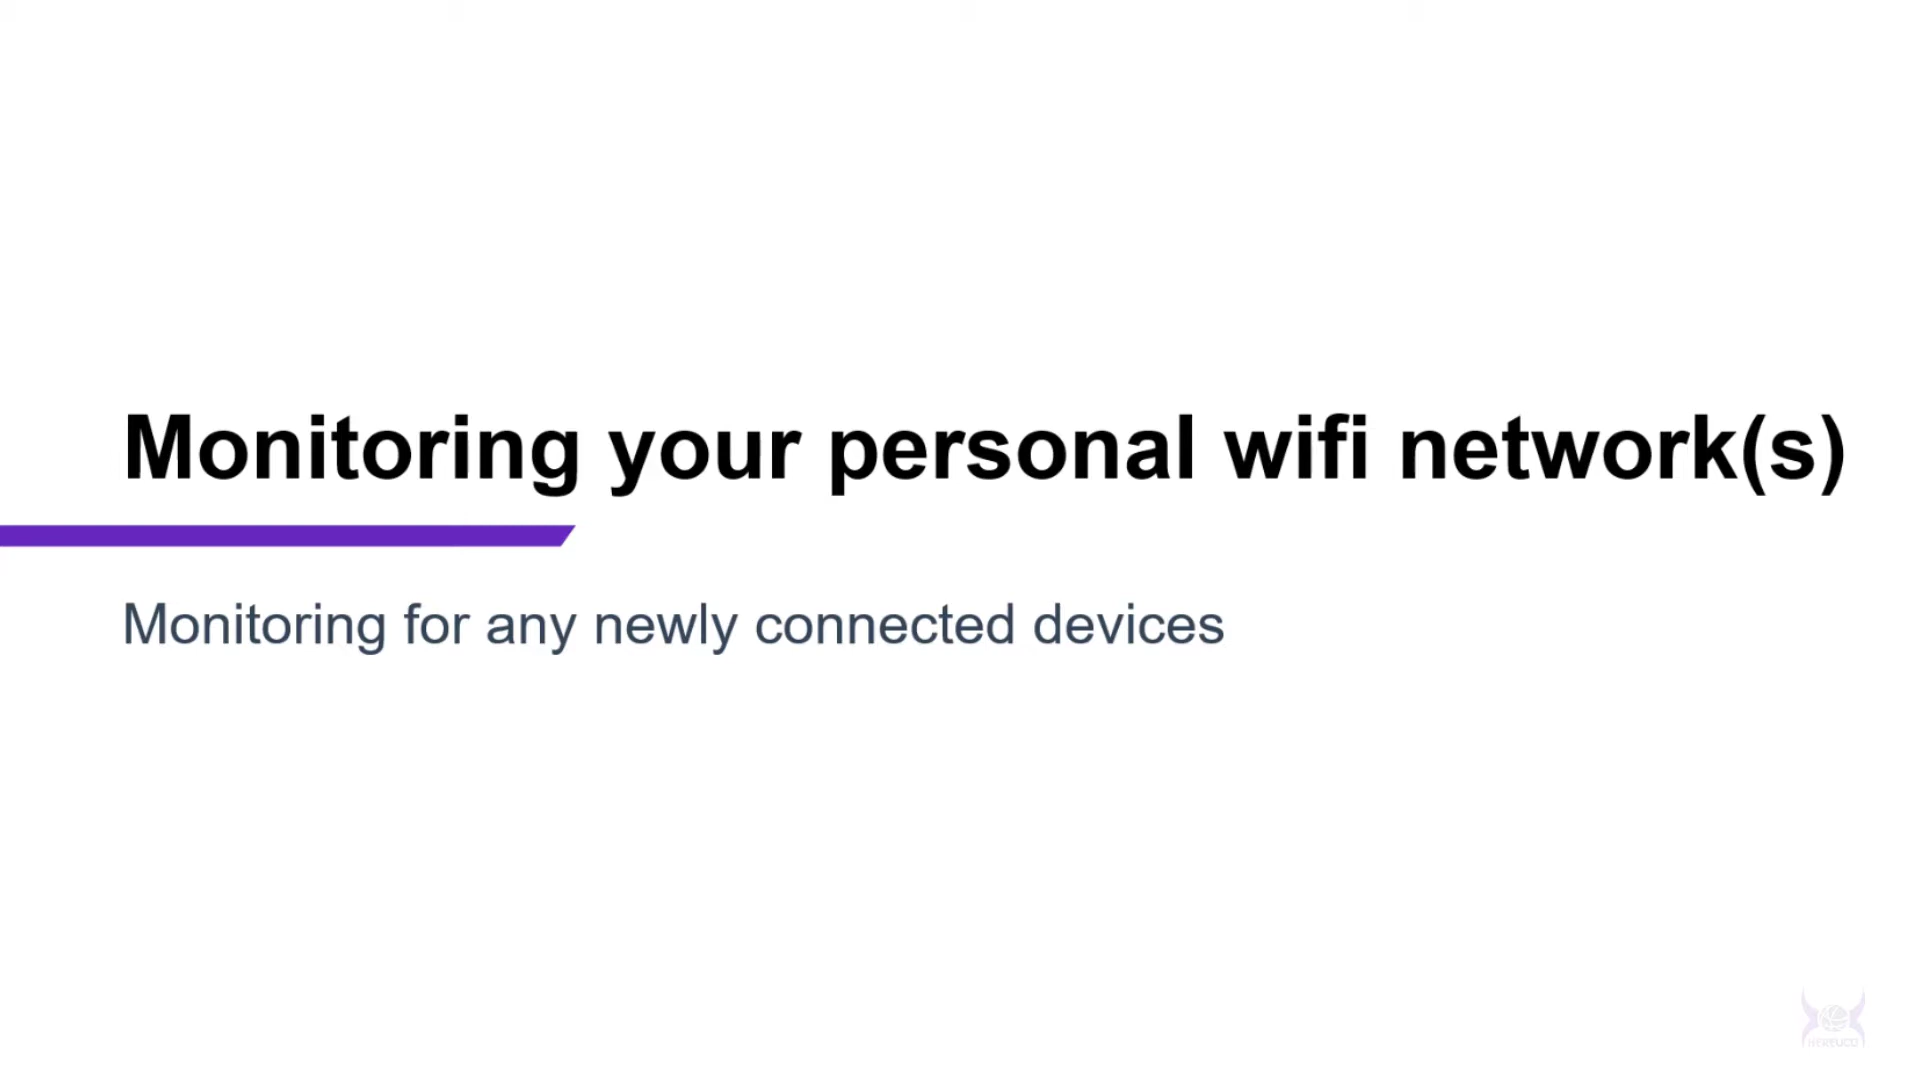 Monitoring your personal wifi network(s)
Monitoring for any newly connected devices